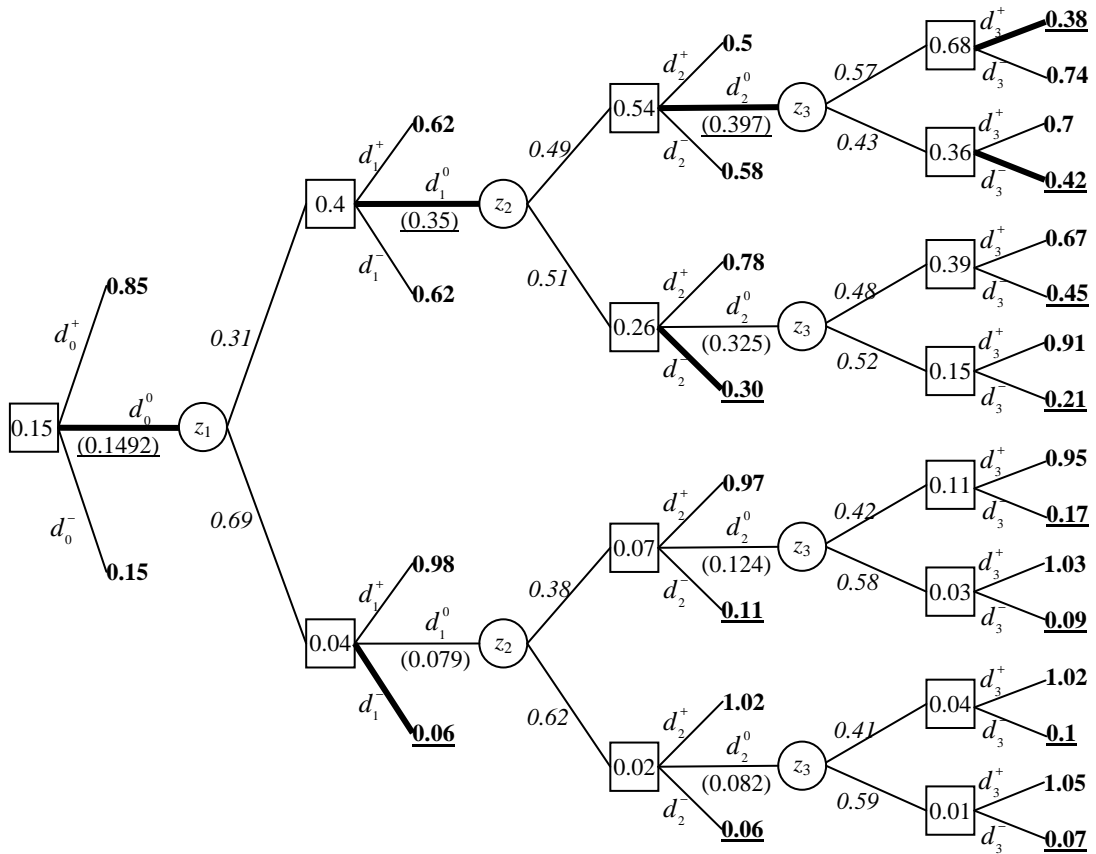 0.15
d₀⁺
0.85
d₀⁰
(0.1492)
d₀⁻
0.15
z₁
0.31
0.69
0.4
d₁⁺
0.62
d₁⁰
(0.35)
d₁⁻
0.62
z₂
0.49
0.51
0.54
d₂⁺
0.5
d₂⁰
(0.397)
d₂⁻
0.58
z₃
0.57
0.43
0.68
d₃⁺
0.38
d₃⁻
0.74
0.36
d₃⁺
0.7
d₃⁻
0.42
0.26
d₂⁺
0.78
d₂⁰
(0.325)
d₂⁻
0.30
z₃
0.48
0.52
0.39
d₃⁺
0.67
d₃⁻
0.45
0.15
d₃⁺
0.91
d₃⁻
0.21
0.04
d₁⁺
0.98
d₁⁰
(0.079)
d₁⁻
0.06
z₂
0.38
0.62
0.07
d₂⁺
0.97
d₂⁰
(0.124)
d₂⁻
0.11
z₃
0.42
0.58
0.11
d₃⁺
0.95
d₃⁻
0.17
0.03
d₃⁺
1.03
d₃⁻
0.09
0.02
d₂⁺
1.02
d₂⁰
(0.082)
d₂⁻
0.06
z₃
0.41
0.59
0.04
d₃⁺
1.02
d₃⁻
0.1
0.01
d₃⁺
1.05
d₃⁻
0.07